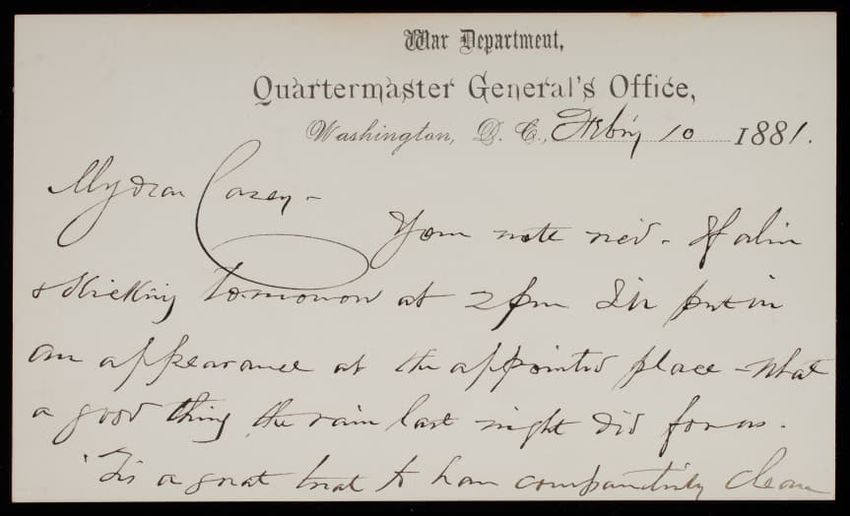 War Department,
Quartermaster General's Office,
Washington, D. C., Feb'y 10 1881.
My dear Casey -
Your note rec'd. If alive
& kicking tomorrow at 2 pm I'll put in
an appearance at the appointed place - What
a good thing the rain last night did for us.
'Tis a great treat to have comparatively clean